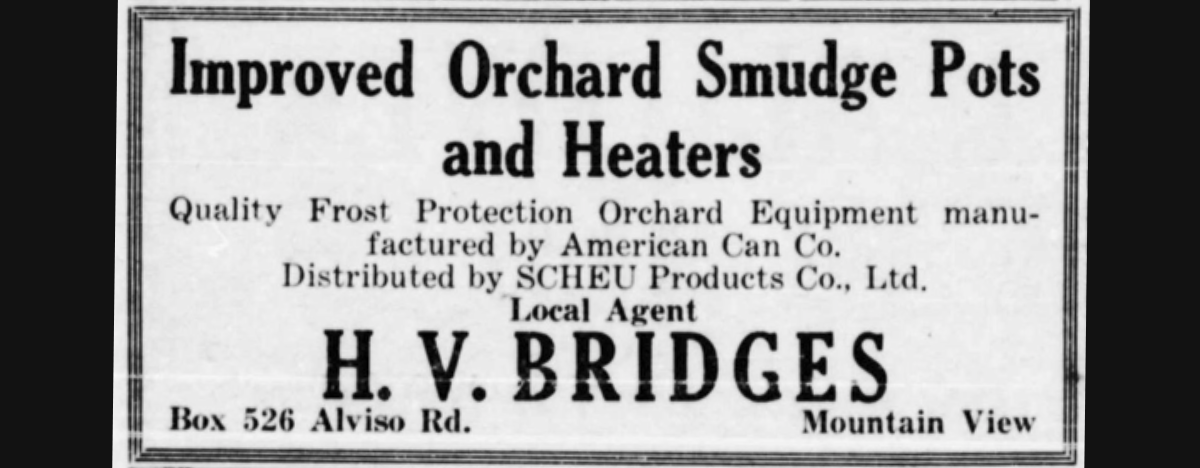 Improved Orchard Smudge Pots
and Heaters
Quality Frost Protection Orchard Equipment manu-
factured by American Can Co.
Distributed by SCHEU Products Co., Ltd.
Local Agent
H. V. BRIDGES
Box 526 Alviso Rd. Mountain View